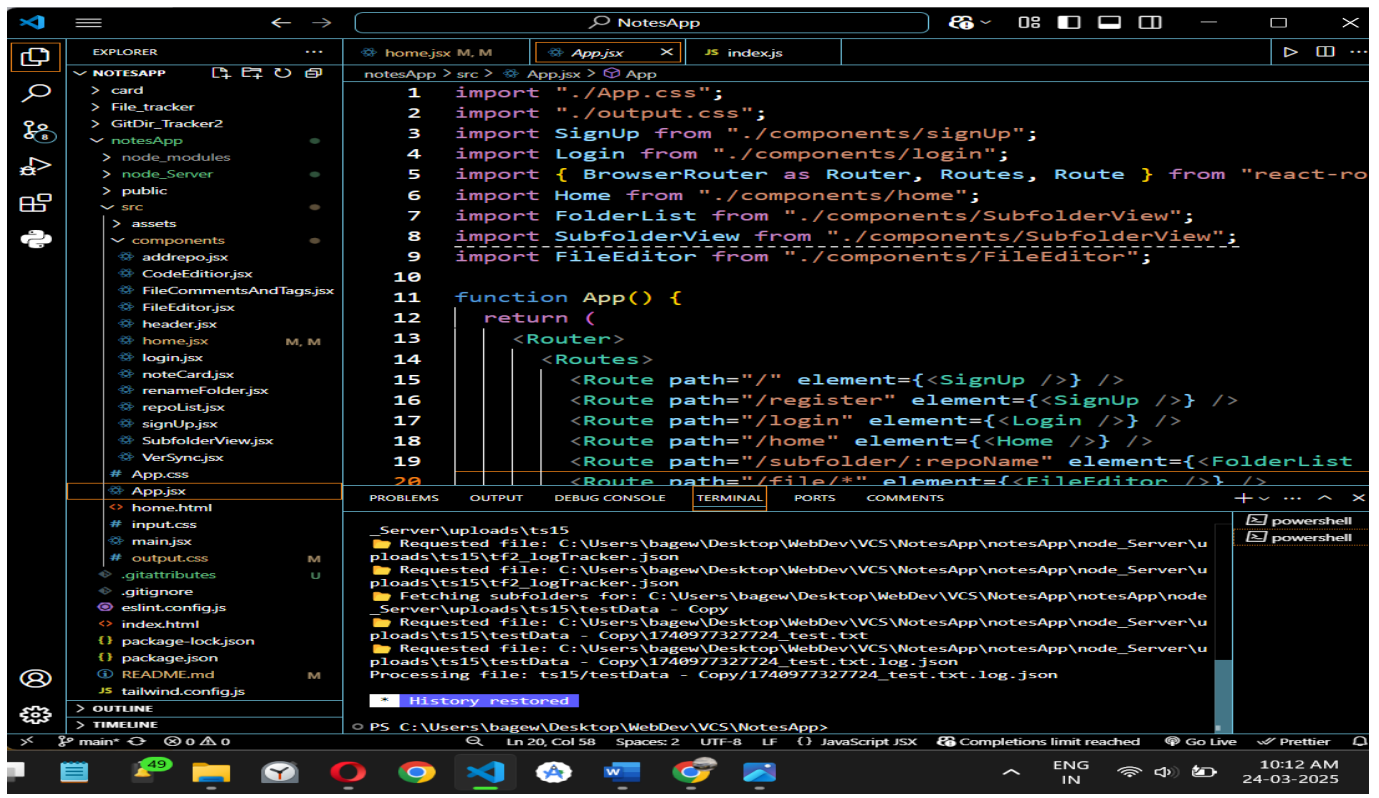 NotesApp
EXPLORER
NOTESAPP
card
File_tracker
GitDir_Tracker2
notesApp
node_modules
node_Server
public
src
assets
components
addrepo.jsx
CodeEditior.jsx
FileCommentsAndTags.jsx
FileEditor.jsx
header.jsx
home.jsx M, M
login.jsx
noteCard.jsx
renameFolder.jsx
repoList.jsx
signUp.jsx
SubfolderView.jsx
VerSync.jsx
# App.css
App.jsx
<> home.html
# input.css
main.jsx
# output.css M
.gitattributes U
.gitignore
eslint.config.js
<> index.html
{} package-lock.json
{} package.json
README.md M
JS tailwind.config.js
OUTLINE
TIMELINE
home.jsx M, M App.jsx JS index.js
notesApp > src > App.jsx > App
1 import "./App.css";
2 import "./output.css";
3 import SignUp from "./components/signUp";
4 import Login from "./components/login";
5 import { BrowserRouter as Router, Routes, Route } from "react-ro
6 import Home from "./components/home";
7 import FolderList from "./components/SubfolderView";
8 import SubfolderView from "./components/SubfolderView";
9 import FileEditor from "./components/FileEditor";
10
11 function App() {
12 return (
13 <Router>
14 <Routes>
15 <Route path="/" element={<SignUp />} />
16 <Route path="/register" element={<SignUp />} />
17 <Route path="/login" element={<Login />} />
18 <Route path="/home" element={<Home />} />
19 <Route path="/subfolder/:repoName" element={<FolderList
20 <Route path="/file/*" element={<FileEditor />} />
PROBLEMS OUTPUT DEBUG CONSOLE TERMINAL PORTS COMMENTS
_Server\uploads\ts15
Requested file: C:\Users\bagew\Desktop\WebDev\VCS\NotesApp\notesApp\node_Server\u
ploads\ts15\tf2_logTracker.json
Requested file: C:\Users\bagew\Desktop\WebDev\VCS\NotesApp\notesApp\node_Server\u
ploads\ts15\tf2_logTracker.json
Fetching subfolders for: C:\Users\bagew\Desktop\WebDev\VCS\NotesApp\notesApp\node
_Server\uploads\ts15\testData - Copy
Requested file: C:\Users\bagew\Desktop\WebDev\VCS\NotesApp\notesApp\node_Server\u
ploads\ts15\testData - Copy\1740977327724_test.txt
Requested file: C:\Users\bagew\Desktop\WebDev\VCS\NotesApp\notesApp\node_Server\u
ploads\ts15\testData - Copy\1740977327724_test.txt.log.json
Processing file: ts15/testData - Copy/1740977327724_test.txt.log.json
* History restored
PS C:\Users\bagew\Desktop\WebDev\VCS\NotesApp>
powershell
powershell
8
main* 0 0 Ln 20, Col 58 Spaces: 2 UTF-8 LF {} JavaScript JSX Completions limit reached Go Live Prettier
49
ENG
IN
10:12 AM
24-03-2025